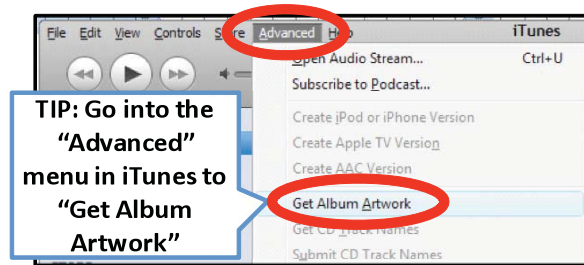 File Edit View Controls Store Advanced Help iTunes
Open Audio Stream... Ctrl+U
Subscribe to Podcast...
Create iPod or iPhone Version
Create Apple TV Version
Create AAC Version
Get Album Artwork
Get CD Track Names
Submit CD Track Names
TIP: Go into the
“Advanced”
menu in iTunes to
“Get Album
Artwork”